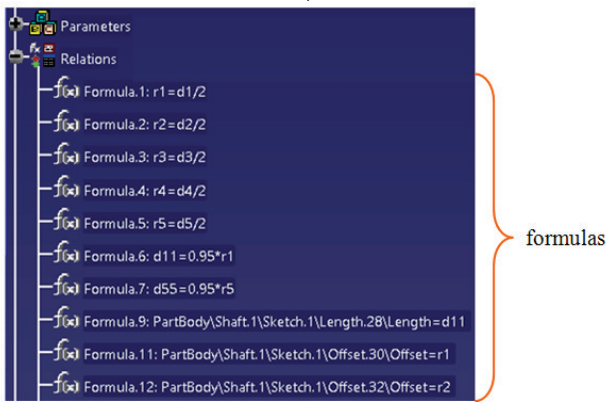 Parameters
Relations
Formula.1: r1=d1/2
Formula.2: r2=d2/2
Formula.3: r3=d3/2
Formula.4: r4=d4/2
Formula.5: r5=d5/2
Formula.6: d11=0.95*r1
Formula.7: d55=0.95*r5
Formula.9: PartBody\Shaft.1\Sketch.1\Length.28\Length=d11
Formula.11: PartBody\Shaft.1\Sketch.1\Offset.30\Offset=r1
Formula.12: PartBody\Shaft.1\Sketch.1\Offset.32\Offset=r2
formulas